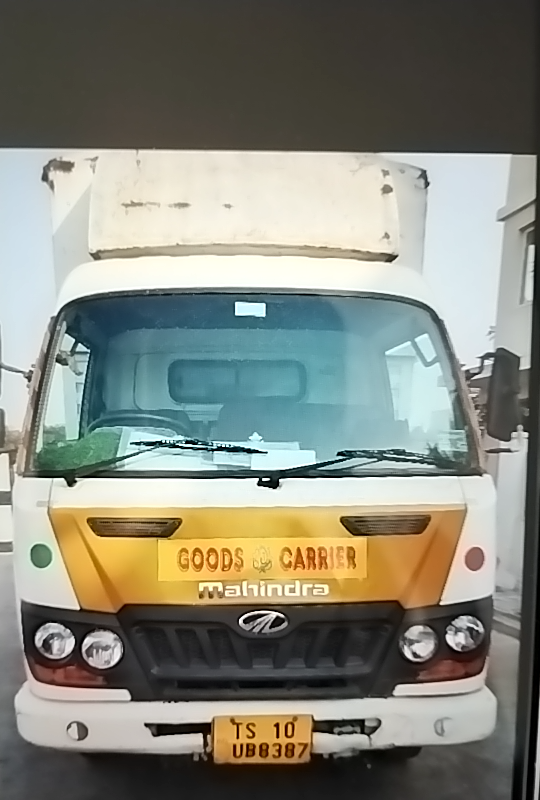 GOODS CARRIER
mahindra
TS 10
UB8387